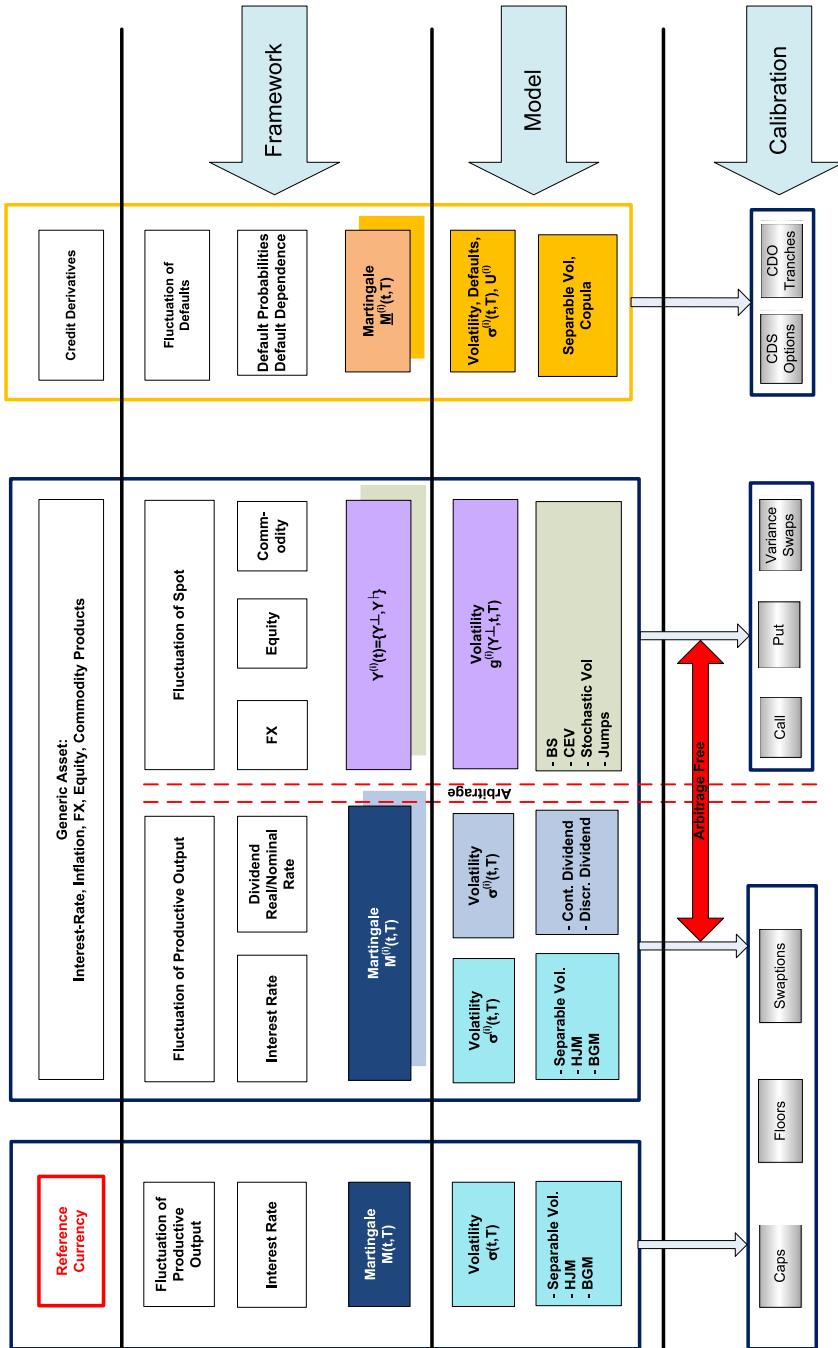 Reference
Currency
Generic Asset:
Interest-Rate, Inflation, FX, Equity, Commodity Products
Credit Derivatives
Fluctuation of
Productive
Output
Fluctuation of Productive Output
Fluctuation of Spot
Fluctuation of
Defaults
Framework
Interest Rate
Interest Rate
Dividend
Real/Nominal
Rate
FX
Equity
Comm-
odity
Default Probabilities
Default Dependence
Martingale
M(t,T)
Martingale
M⁽ⁱ⁾(t,T)
Y⁽ⁱ⁾(t)={Y⊥,Y├}
Martingale
M⁽ⁱ⁾(t,T)
Arbitrage
Volatility
σ(t,T)
Volatility
σ⁽ⁱ⁾(t,T)
Volatility
σ⁽ⁱ⁾(t,T)
Volatility
g⁽ⁱ⁾(Y⊥,t,T)
Volatility, Defaults,
σ⁽ⁱ⁾(t,T), U⁽ⁱ⁾
Model
- Separable Vol.
- HJM
- BGM
- Separable Vol.
- HJM
- BGM
- Cont. Dividend
- Discr. Dividend
- BS
- CEV
- Stochastic Vol
- Jumps
Separable Vol,
Copula
Arbitrage Free
Caps
Floors
Swaptions
Call
Put
Variance
Swaps
CDS
Options
CDO
Tranches
Calibration